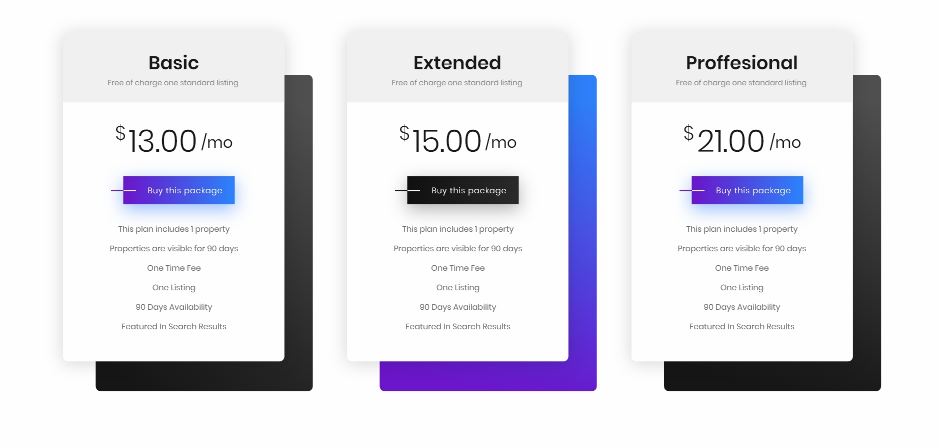 Basic
Free of charge one standard listing
$13.00 /mo
Buy this package
This plan includes 1 property
Properties are visible for 90 days
One Time Fee
One Listing
90 Days Availability
Featured In Search Results
Extended
Free of charge one standard listing
$15.00 /mo
Buy this package
This plan includes 1 property
Properties are visible for 90 days
One Time Fee
One Listing
90 Days Availability
Featured In Search Results
Proffesional
Free of charge one standard listing
$21.00 /mo
Buy this package
This plan includes 1 property
Properties are visible for 90 days
One Time Fee
One Listing
90 Days Availability
Featured In Search Results